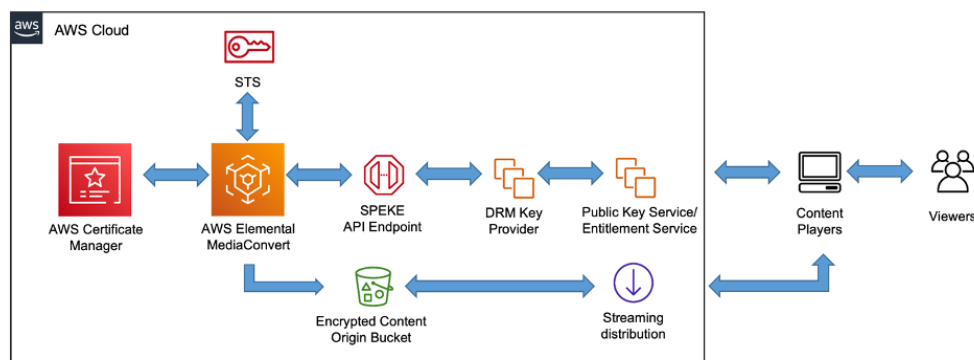 aws
AWS Cloud
STS
AWS Certificate
Manager
AWS Elemental
MediaConvert
SPEKE
API Endpoint
DRM Key
Provider
Public Key Service/
Entitlement Service
Content
Players
Viewers
Encrypted Content
Origin Bucket
Streaming
distribution